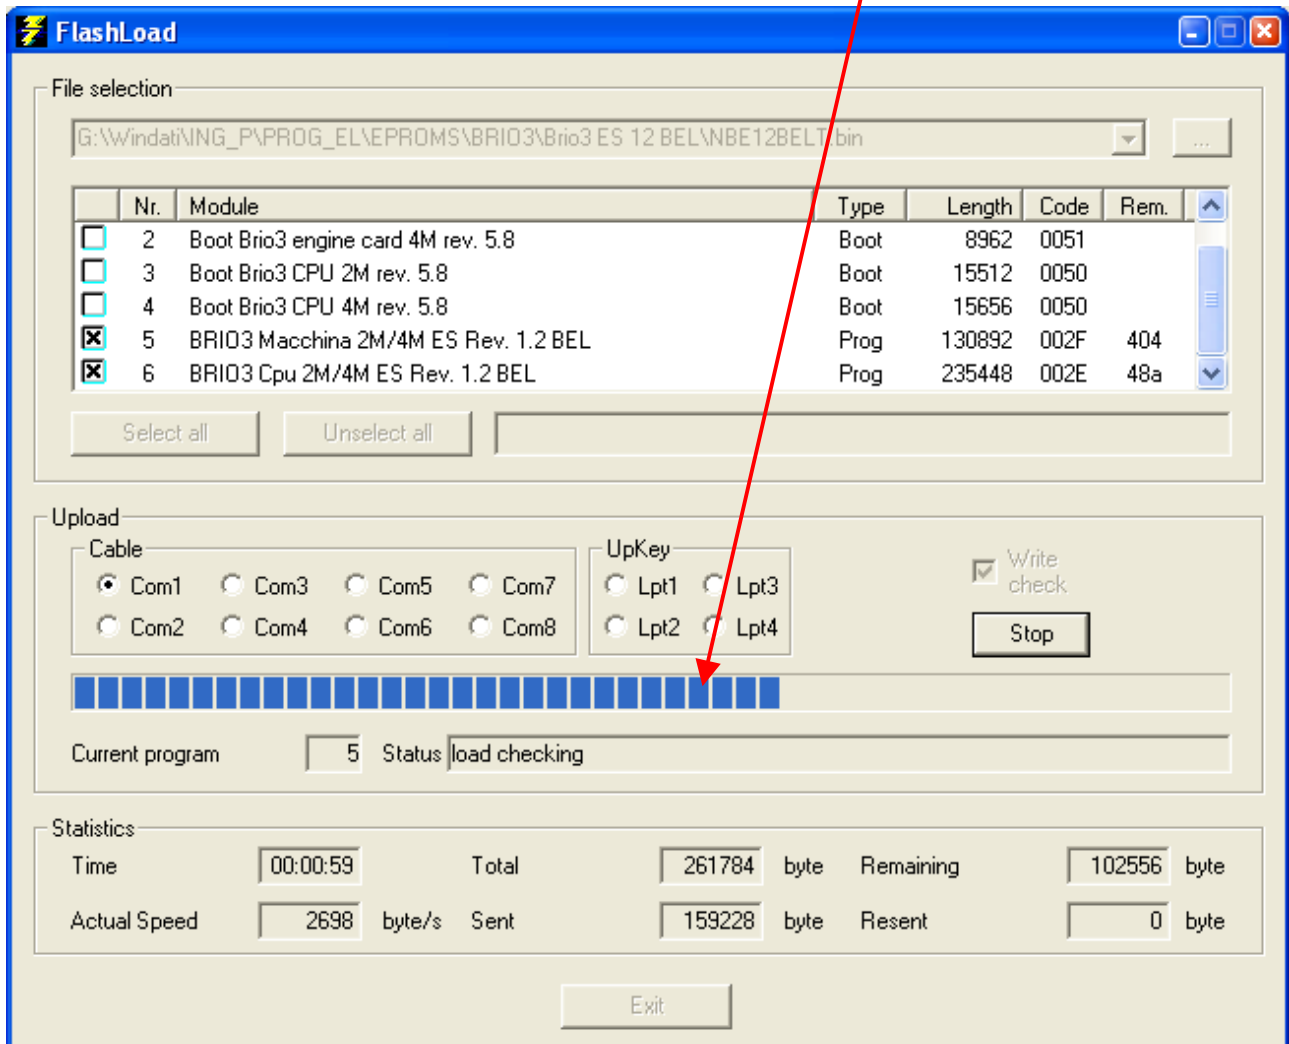 FlashLoad
File selection
G:\Windati\ING_P\PROG_EL\EPROMS\BRIO3\Brio3 ES 12 BEL\NBE12BELT.bin
...
Nr. Module Type Length Code Rem.
2 Boot Brio3 engine card 4M rev. 5.8 Boot 8962 0051
3 Boot Brio3 CPU 2M rev. 5.8 Boot 15512 0050
4 Boot Brio3 CPU 4M rev. 5.8 Boot 15656 0050
5 BRIO3 Macchina 2M/4M ES Rev. 1.2 BEL Prog 130892 002F 404
6 BRIO3 Cpu 2M/4M ES Rev. 1.2 BEL Prog 235448 002E 48a
Select all Unselect all
Upload
Cable UpKey
Write
check
Com1 Com3 Com5 Com7 Lpt1 Lpt3
Com2 Com4 Com6 Com8 Lpt2 Lpt4
Stop
Current program 5 Status load checking
Statistics
Time 00:00:59 Total 261784 byte Remaining 102556 byte
Actual Speed 2698 byte/s Sent 159228 byte Resent 0 byte
Exit